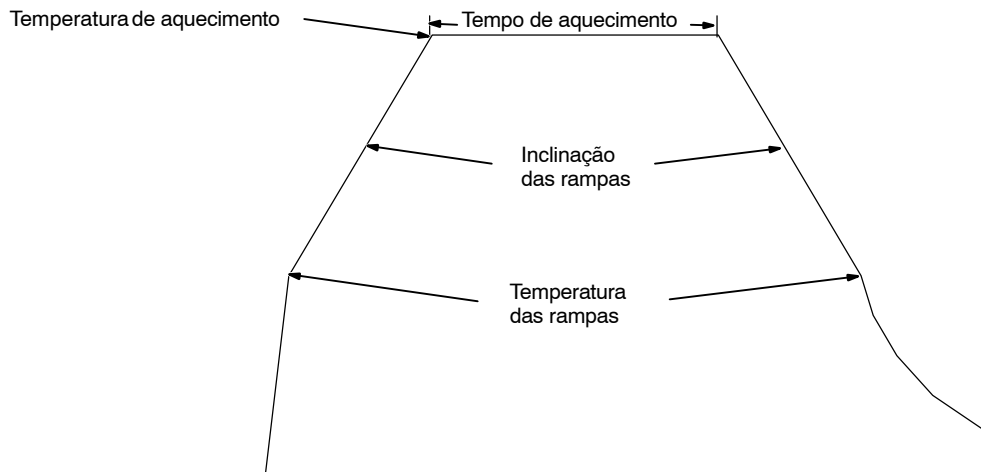 Temperatura de aquecimento
Tempo de aquecimento
Inclinação
das rampas
Temperatura
das rampas